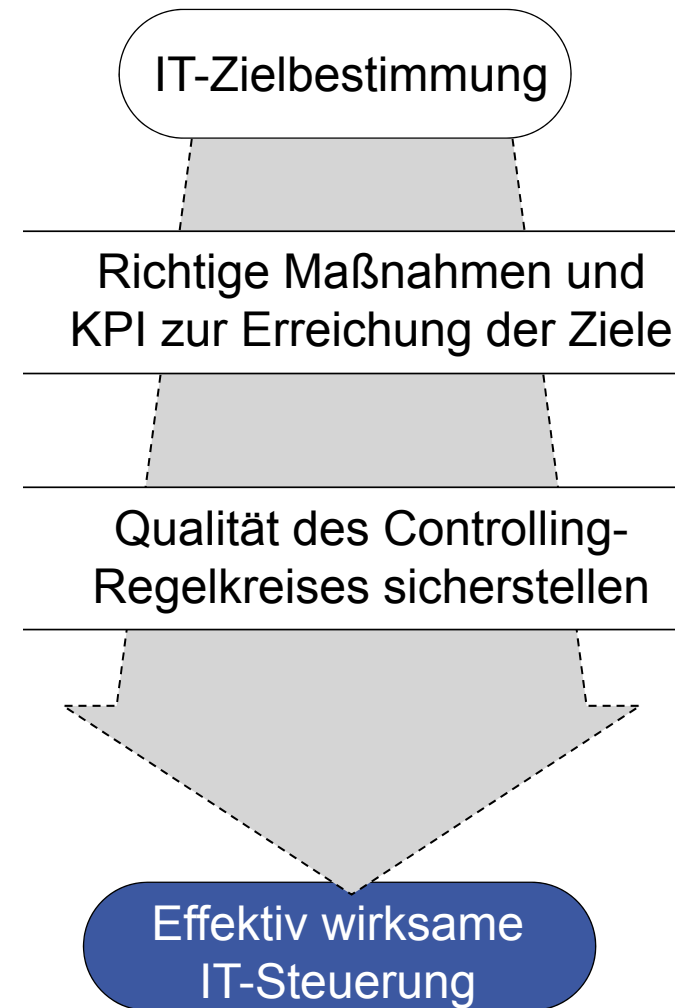 IT-Zielbestimmung
Richtige Maßnahmen und
KPI zur Erreichung der Ziele
Qualität des Controlling-
Regelkreises sicherstellen
Effektiv wirksame
IT-Steuerung